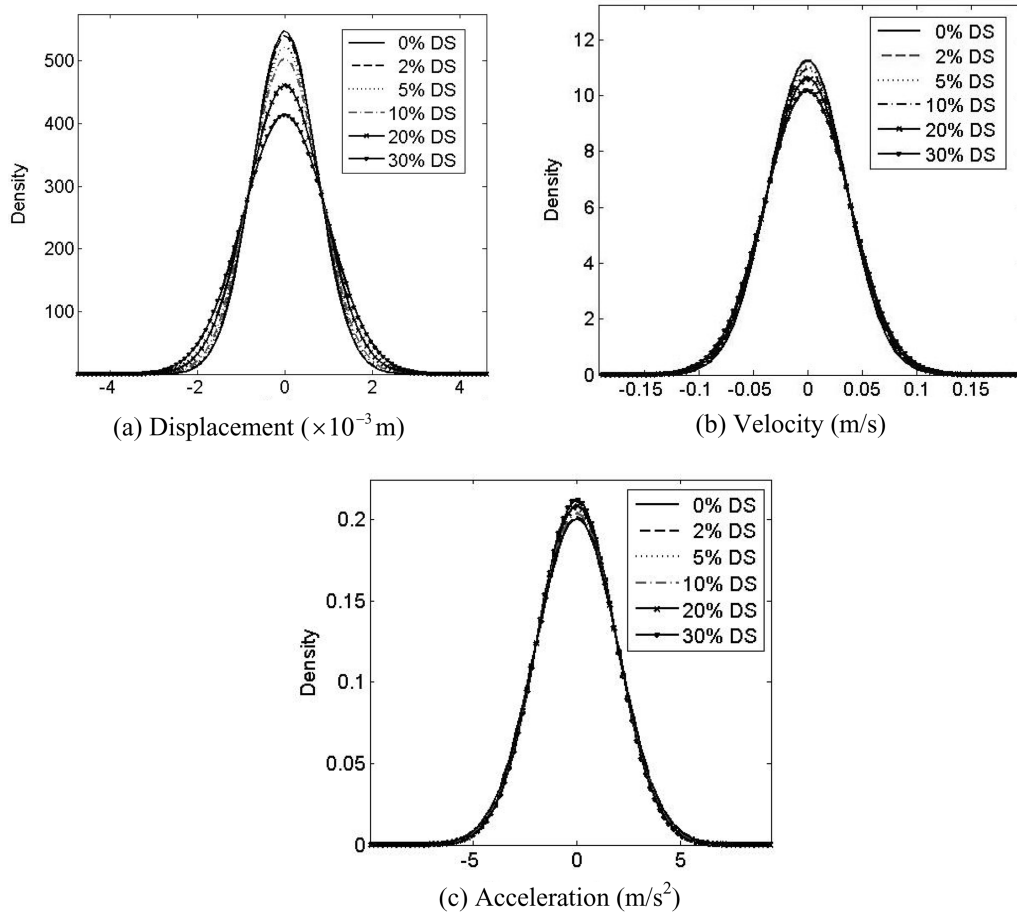 500
400
300
200
100
Density
-4
-2
0
2
4
0% DS
2% DS
5% DS
10% DS
20% DS
30% DS
(a) Displacement (×10⁻³ m)
12
10
8
6
4
2
0
Density
-0.15
-0.1
-0.05
0
0.05
0.1
0.15
0% DS
2% DS
5% DS
10% DS
20% DS
30% DS
(b) Velocity (m/s)
0.2
0.15
0.1
0.05
0
Density
-5
0
5
0% DS
2% DS
5% DS
10% DS
20% DS
30% DS
(c) Acceleration (m/s²)